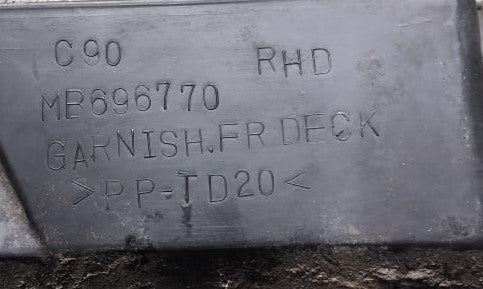 C90 RHD
MB696770
GARNISH,FR DECK
>PP-TD20<